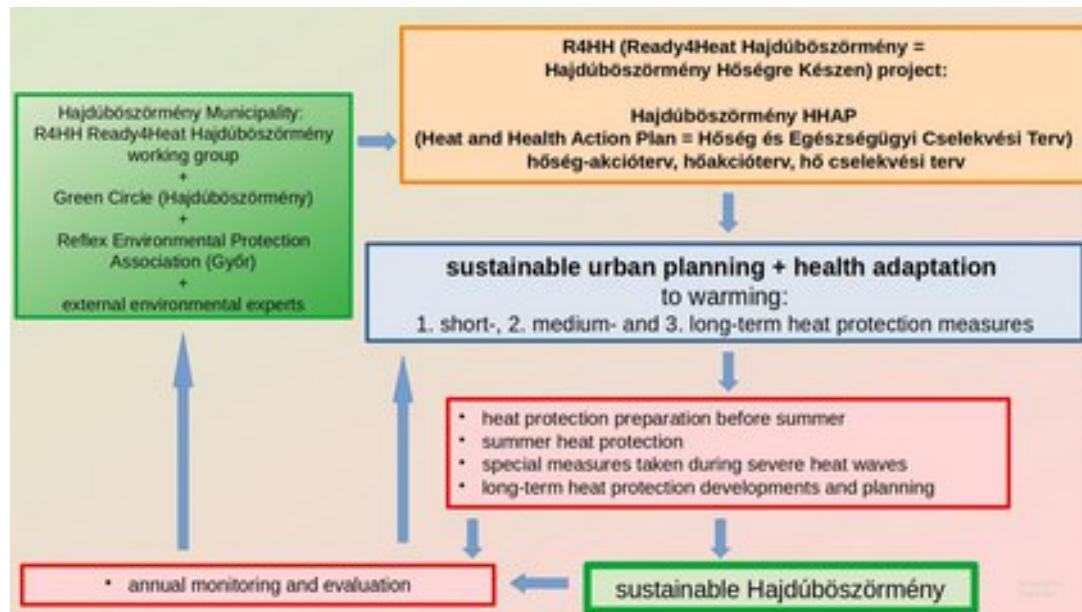 R4HH (Ready4Heat Hajdúböszörmény =
Hajdúböszörmény Hőségre Készen) project:
Hajdúböszörmény HHAP
(Heat and Health Action Plan = Hőség és Egészségügyi Cselekvési Terv)
hőség-akcióterv, hőakcióterv, hő cselekvési terv
Hajdúböszörmény Municipality:
R4HH Ready4Heat Hajdúböszörmény
working group
+
Green Circle (Hajdúböszörmény)
+
Reflex Environmental Protection
Association (Győr)
+
external environmental experts
sustainable urban planning + health adaptation
to warming:
1. short-, 2. medium- and 3. long-term heat protection measures
• heat protection preparation before summer
• summer heat protection
• special measures taken during severe heat waves
• long-term heat protection developments and planning
• annual monitoring and evaluation
sustainable Hajdúböszörmény